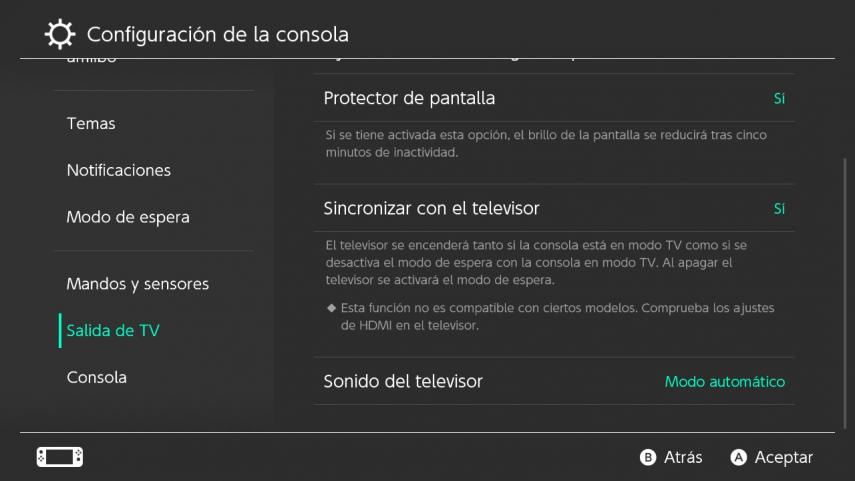 Configuración de la consola
amiibo
Temas
Notificaciones
Modo de espera
Mandos y sensores
Salida de TV
Consola
Protector de pantalla Sí
Si se tiene activada esta opción, el brillo de la pantalla se reducirá tras cinco
minutos de inactividad.
Sincronizar con el televisor Sí
El televisor se encenderá tanto si la consola está en modo TV como si se
desactiva el modo de espera con la consola en modo TV. Al apagar el
televisor se activará el modo de espera.
◆ Esta función no es compatible con ciertos modelos. Comprueba los ajustes
de HDMI en el televisor.
Sonido del televisor Modo automático
B Atrás A Aceptar